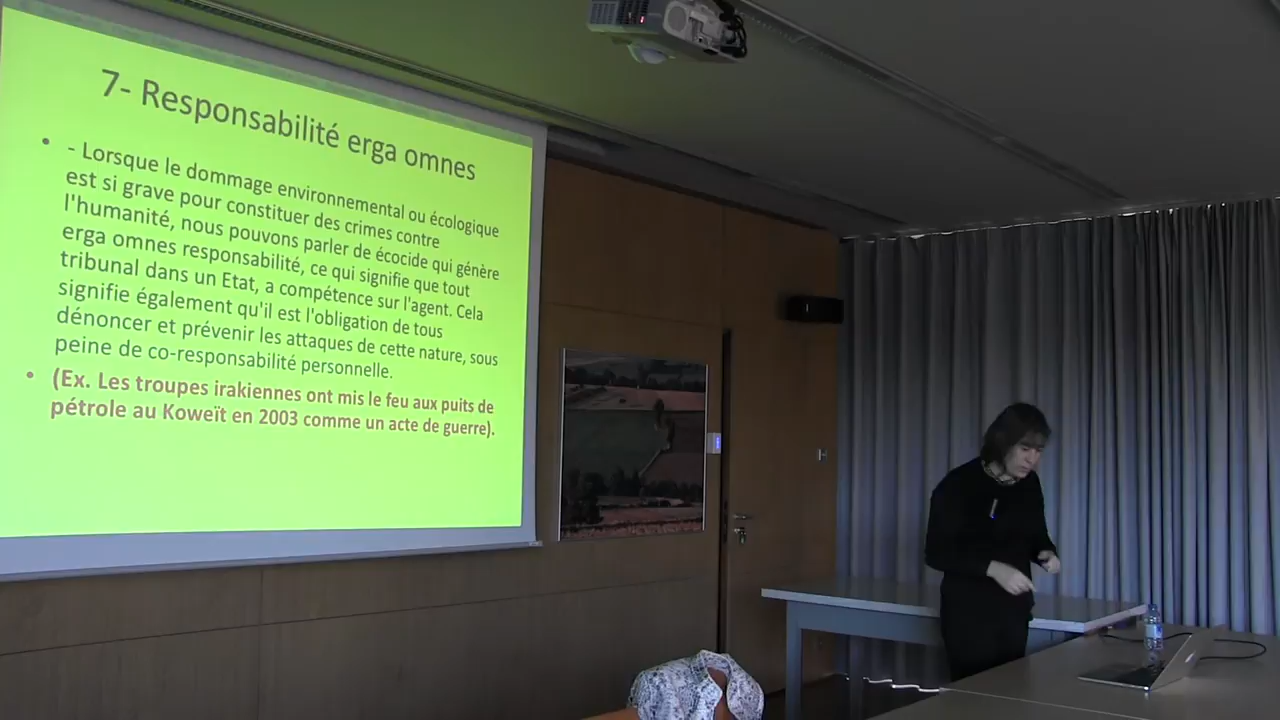 7- Responsabilité erga omnes
• - Lorsque le dommage environnemental ou écologique
est si grave pour constituer des crimes contre
l'humanité, nous pouvons parler de écocide qui génère
erga omnes responsabilité, ce qui signifie que tout
tribunal dans un Etat, a compétence sur l'agent. Cela
signifie également qu'il est l'obligation de tous
dénoncer et prévenir les attaques de cette nature, sous
peine de co-responsabilité personnelle.
• (Ex. Les troupes irakiennes ont mis le feu aux puits de
pétrole au Koweït en 2003 comme un acte de guerre).